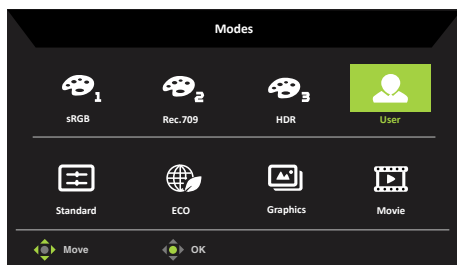 Modes
1 2 3
sRGB Rec.709 HDR User
Standard ECO Graphics Movie
Move OK